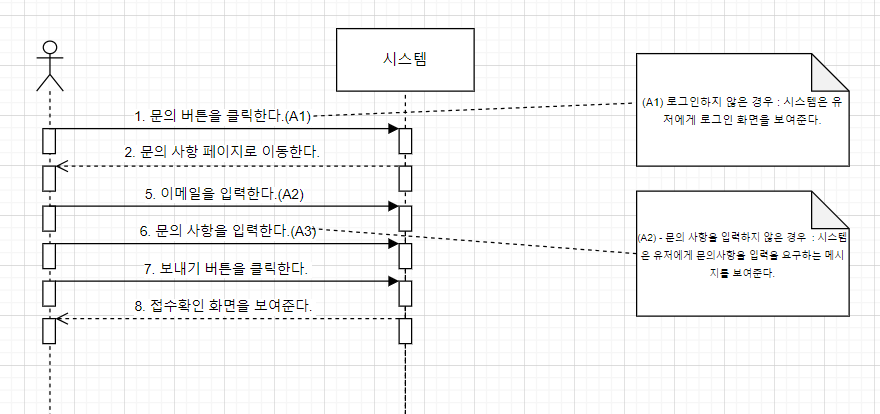 시스템
1. 문의 버튼을 클릭한다.(A1)
2. 문의 사항 페이지로 이동한다.
5. 이메일을 입력한다.(A2)
6. 문의 사항을 입력한다.(A3)
7. 보내기 버튼을 클릭한다.
8. 접수확인 화면을 보여준다.
(A1) 로그인하지 않은 경우 : 시스템은 유
저에게 로그인 화면을 보여준다.
(A2) - 문의 사항을 입력하지 않은 경우 : 시스템
은 유저에게 문의사항을 입력을 요구하는 메시
지를 보여준다.